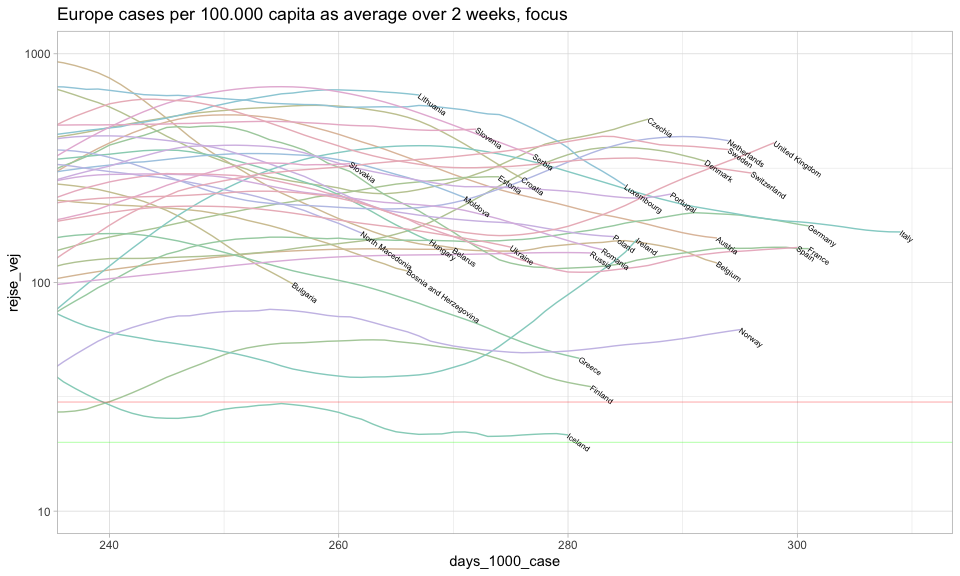 Europe cases per 100.000 capita as average over 2 weeks, focus
1000
Lithuania
Czechia
Slovenia
Netherlands
United Kingdom
Sweden
Serbia
Slovakia
Denmark
Estonia
Croatia
Switzerland
Luxembourg
Portugal
Moldova
Germany
Italy
North Macedonia
Hungary
Belarus
Ukraine
Poland
Ireland
Austria
Romania
Russia
Spain
France
Belgium
rejse_vej
100
Bosnia and Herzegovina
Bulgaria
Norway
Greece
Finland
Iceland
10
240
260
280
300
days_1000_case